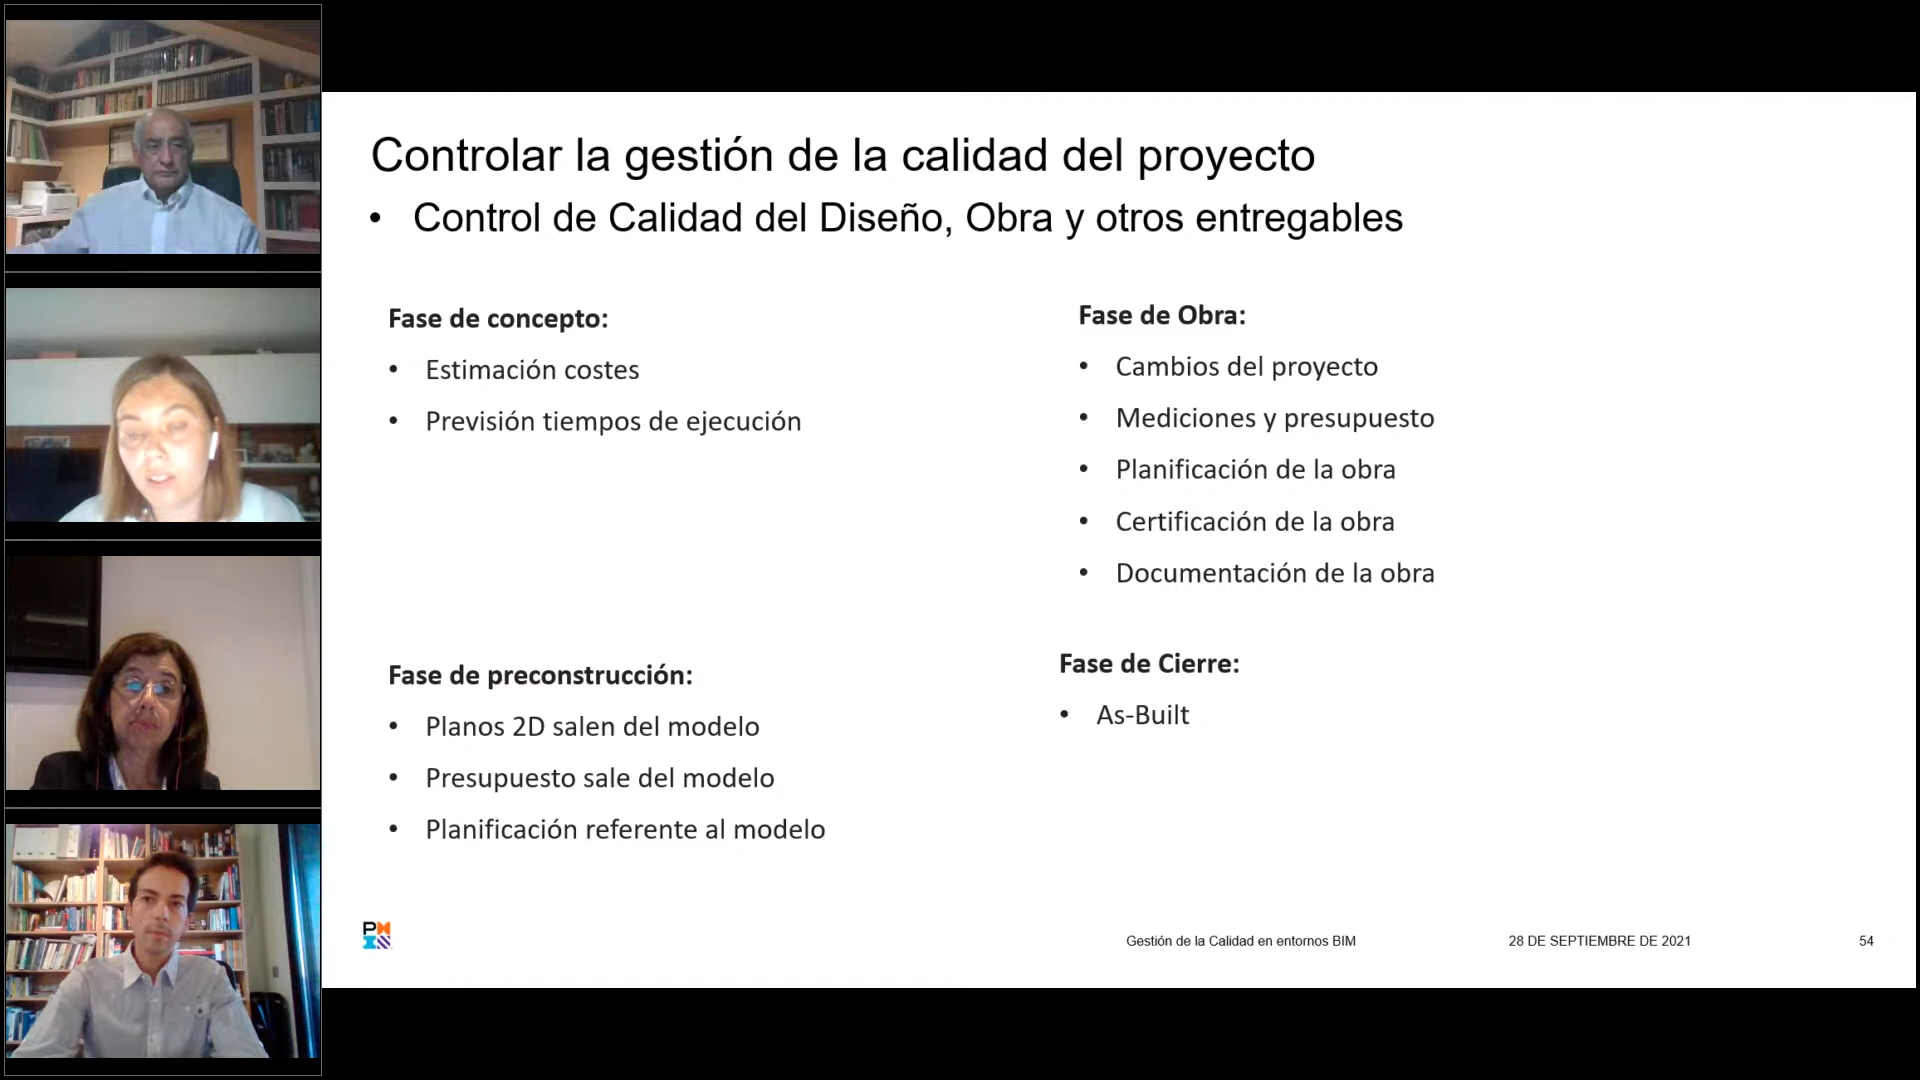 Controlar la gestión de la calidad del proyecto
• Control de Calidad del Diseño, Obra y otros entregables
Fase de concepto:
• Estimación costes
• Previsión tiempos de ejecución
Fase de preconstrucción:
• Planos 2D salen del modelo
• Presupuesto sale del modelo
• Planificación referente al modelo
Fase de Obra:
• Cambios del proyecto
• Mediciones y presupuesto
• Planificación de la obra
• Certificación de la obra
• Documentación de la obra
Fase de Cierre:
• As-Built
Gestión de la Calidad en entornos BIM
28 DE SEPTIEMBRE DE 2021
54